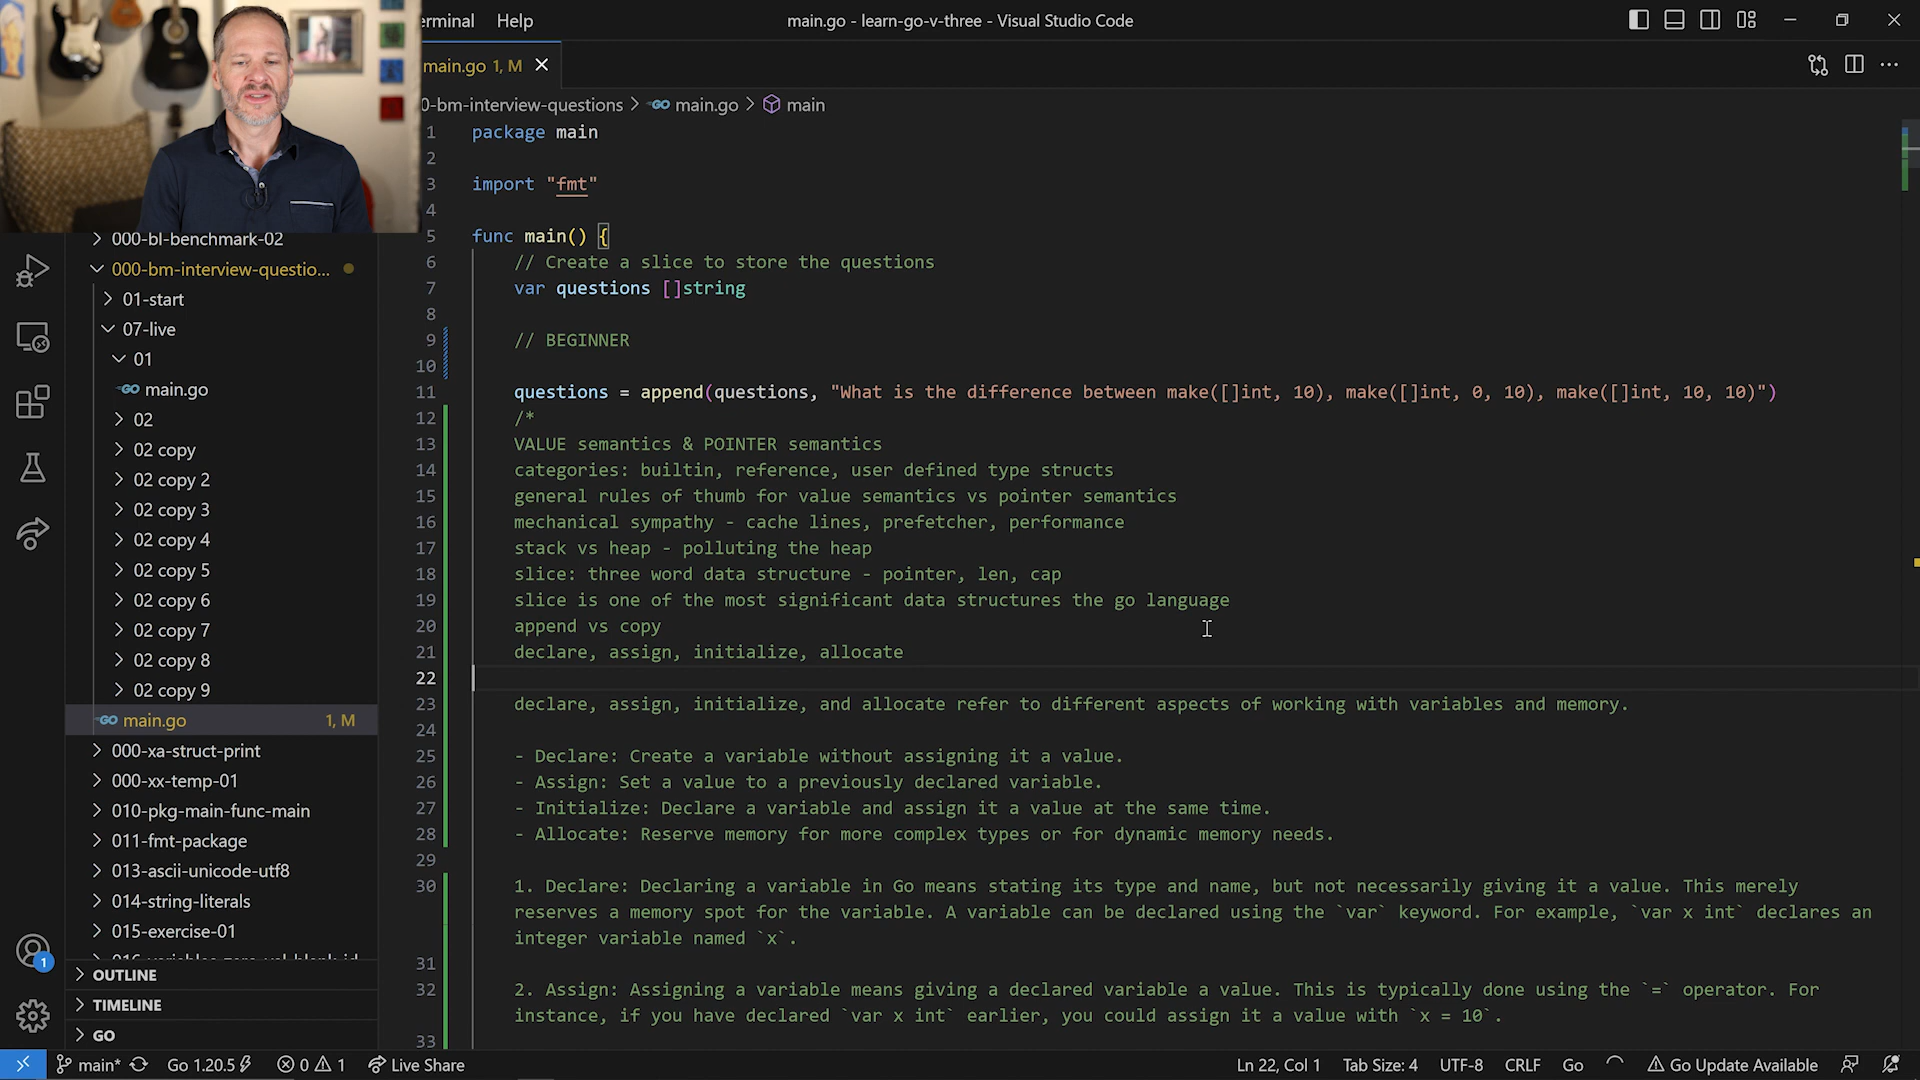 erminal Help main.go - learn-go-v-three - Visual Studio Code
main.go 1, M
0-bm-interview-questions main.go main
1 package main
2
3 import "fmt"
4
5 func main() {
6 // Create a slice to store the questions
7 var questions []string
8
9 // BEGINNER
10
11 questions = append(questions, "What is the difference between make([]int, 10), make([]int, 0, 10), make([]int, 10, 10)")
12 /*
13 VALUE semantics & POINTER semantics
14 categories: builtin, reference, user defined type structs
15 general rules of thumb for value semantics vs pointer semantics
16 mechanical sympathy - cache lines, prefetcher, performance
17 stack vs heap - polluting the heap
18 slice: three word data structure - pointer, len, cap
19 slice is one of the most significant data structures the go language
20 append vs copy
21 declare, assign, initialize, allocate
22
23 declare, assign, initialize, and allocate refer to different aspects of working with variables and memory.
24
25 - Declare: Create a variable without assigning it a value.
26 - Assign: Set a value to a previously declared variable.
27 - Initialize: Declare a variable and assign it a value at the same time.
28 - Allocate: Reserve memory for more complex types or for dynamic memory needs.
29
30 1. Declare: Declaring a variable in Go means stating its type and name, but not necessarily giving it a value. This merely
reserves a memory spot for the variable. A variable can be declared using the `var` keyword. For example, `var x int` declares an
integer variable named `x`.
31
32 2. Assign: Assigning a variable means giving a declared variable a value. This is typically done using the `=` operator. For
instance, if you have declared `var x int` earlier, you could assign it a value with `x = 10`.
33
000-bl-benchmark-02
000-bm-interview-questio...
01-start
07-live
01
main.go
02
02 copy
02 copy 2
02 copy 3
02 copy 4
02 copy 5
02 copy 6
02 copy 7
02 copy 8
02 copy 9
main.go 1, M
000-xa-struct-print
000-xx-temp-01
010-pkg-main-func-main
011-fmt-package
013-ascii-unicode-utf8
014-string-literals
015-exercise-01
OUTLINE
TIMELINE
GO
1
main* Go 1.20.5 0 1 Live Share Ln 22, Col 1 Tab Size: 4 UTF-8 CRLF Go Go Update Available